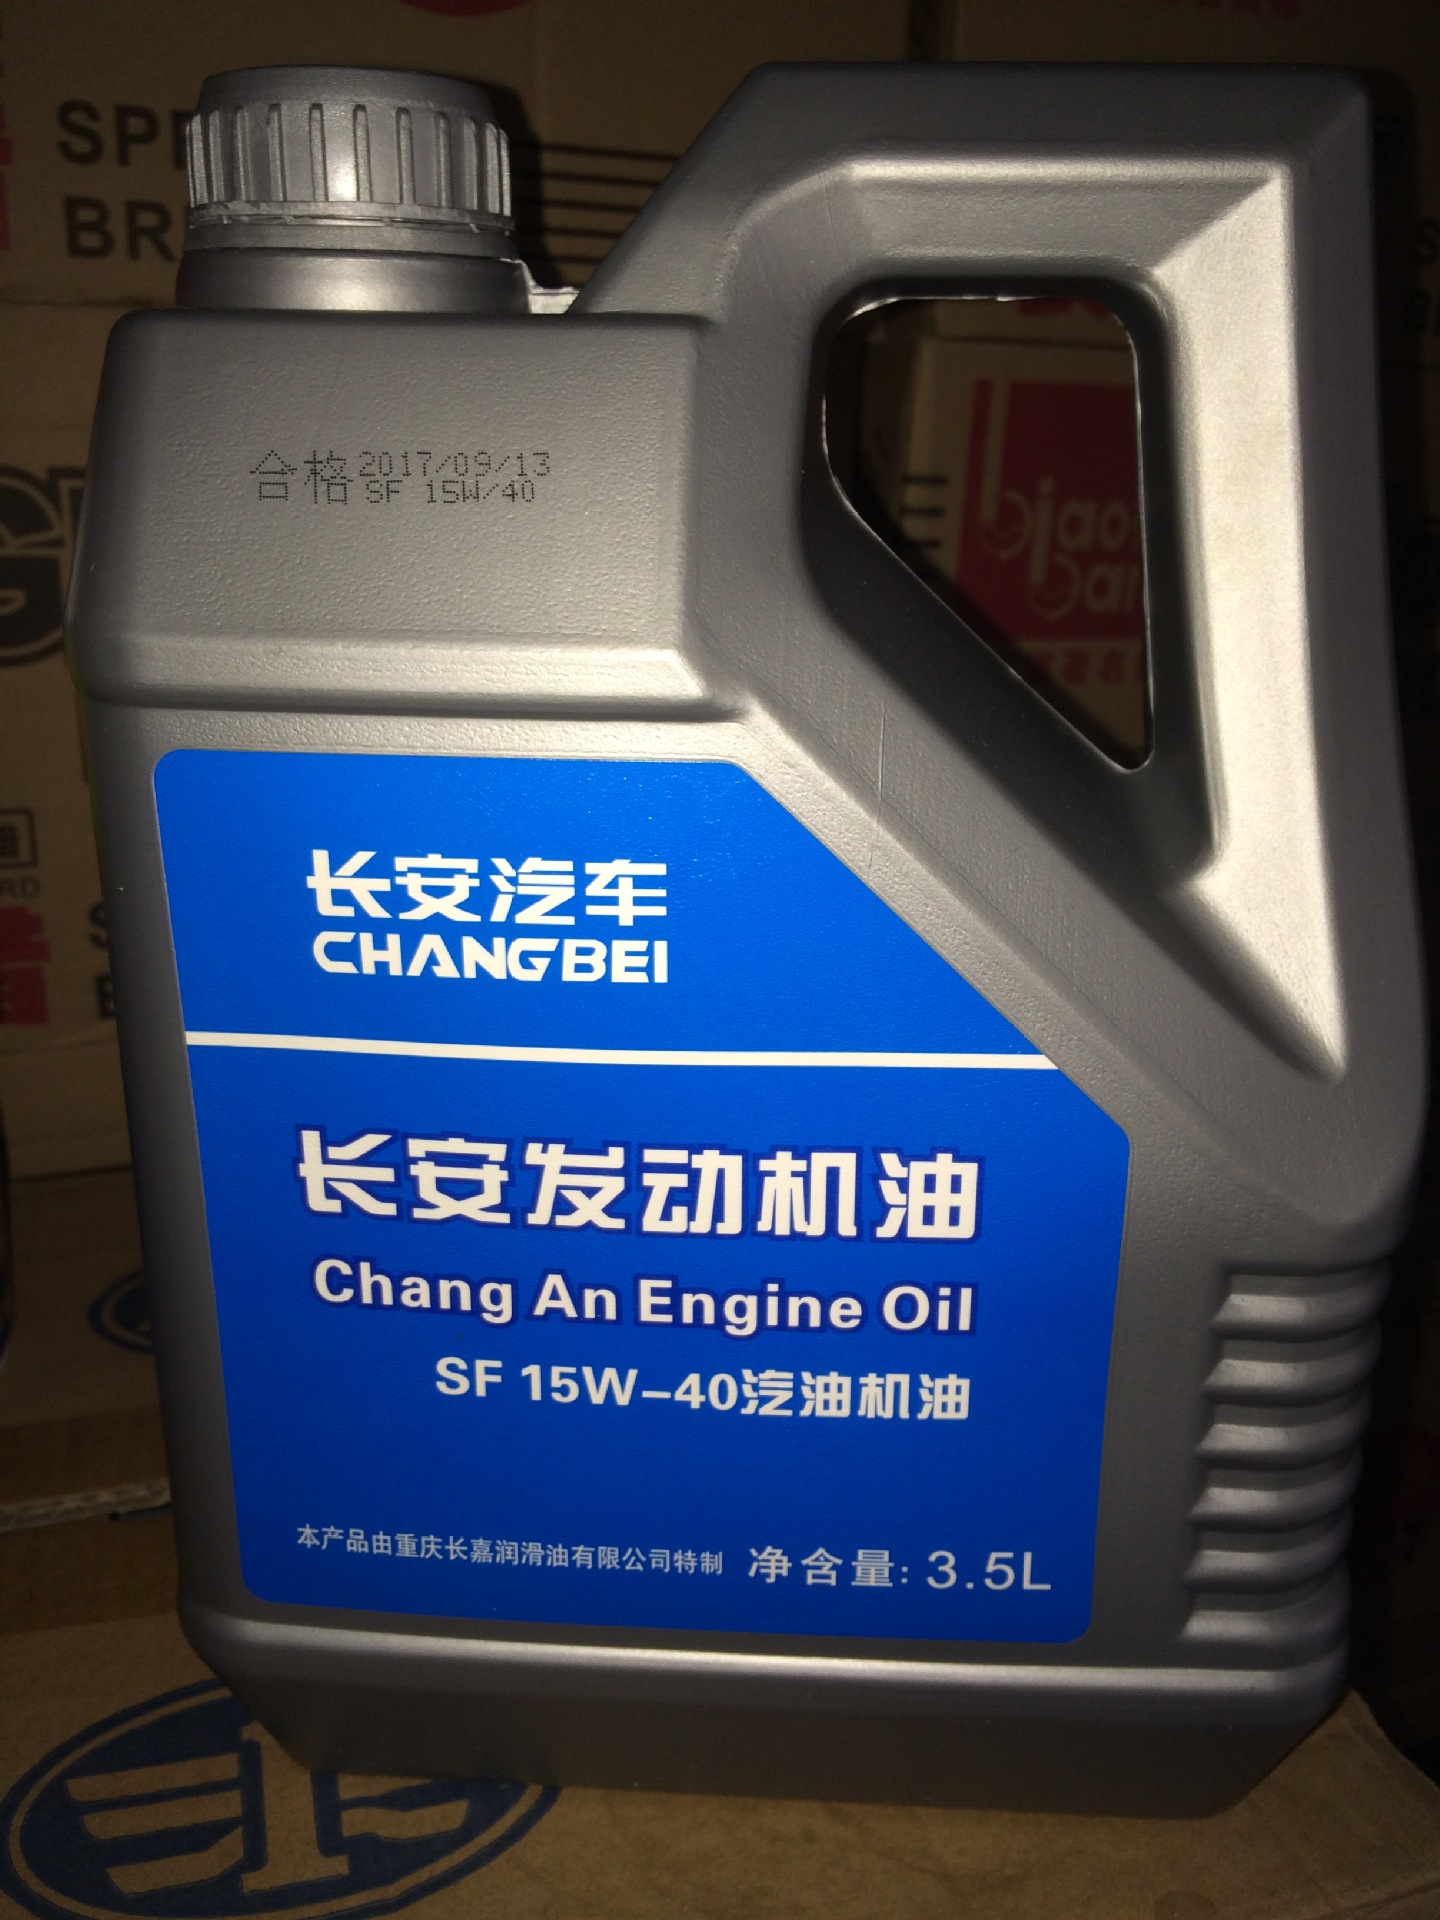 合格 2017/09/13
SF 15W/40
长安汽车
CHANGBEI
长安发动机油
Chang An Engine Oil
SF 15W-40汽油机油
本产品由重庆长嘉润滑油有限公司特制 净含量: 3.5L